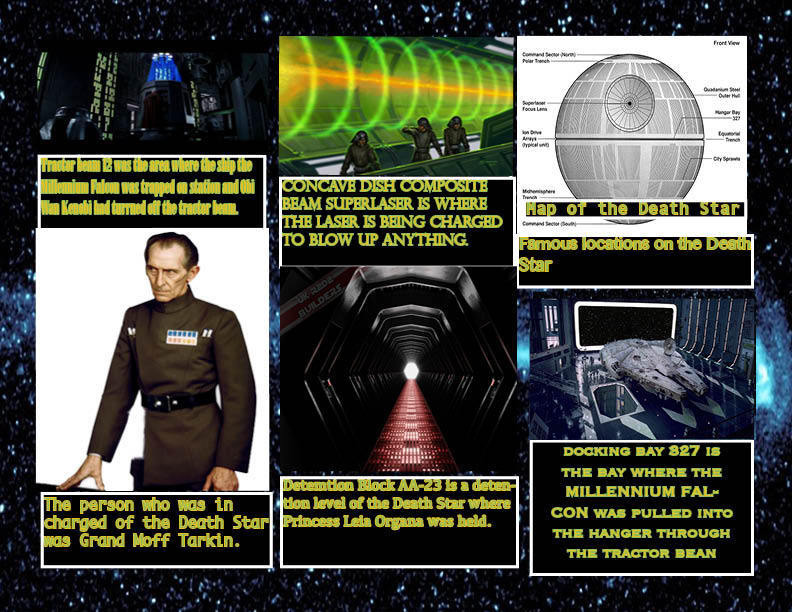 Tractor beam 12 was the area where the ship the
Millennium Falcon was trapped on station and Obi
Wan Kenobi had turrned off the tractor beam.
The person who was in
charged of the Death Star
was Grand Moff Tarkin.
CONCAVE DISH COMPOSITE
BEAM SUPERLASER IS WHERE
THE LASER IS BEING CHARGED
TO BLOW UP ANYTHING.
UK REDZ
BUILDERS
Detemtion Block AA-23 is a deten-
tion level of the Death Star where
Princess Leia Organa was held.
Front View
Command Sector (North)
Polar Trench
Quadanium Steel
Outer Hull
Superlaser
Focus Lens
Hangar Bay
327
Ion Drive
Arrays
(typical unit)
Equatorial
Trench
City Sprawls
Midhemisphere
Trench
Map of the Death Star
Command Sector (South)
Famous locations on the Death
Star
DOCKING BAY 327 IS
THE BAY WHERE THE
MILLENNIUM FAL-
CON WAS PULLED INTO
THE HANGER THROUGH
THE TRACTOR BEAN